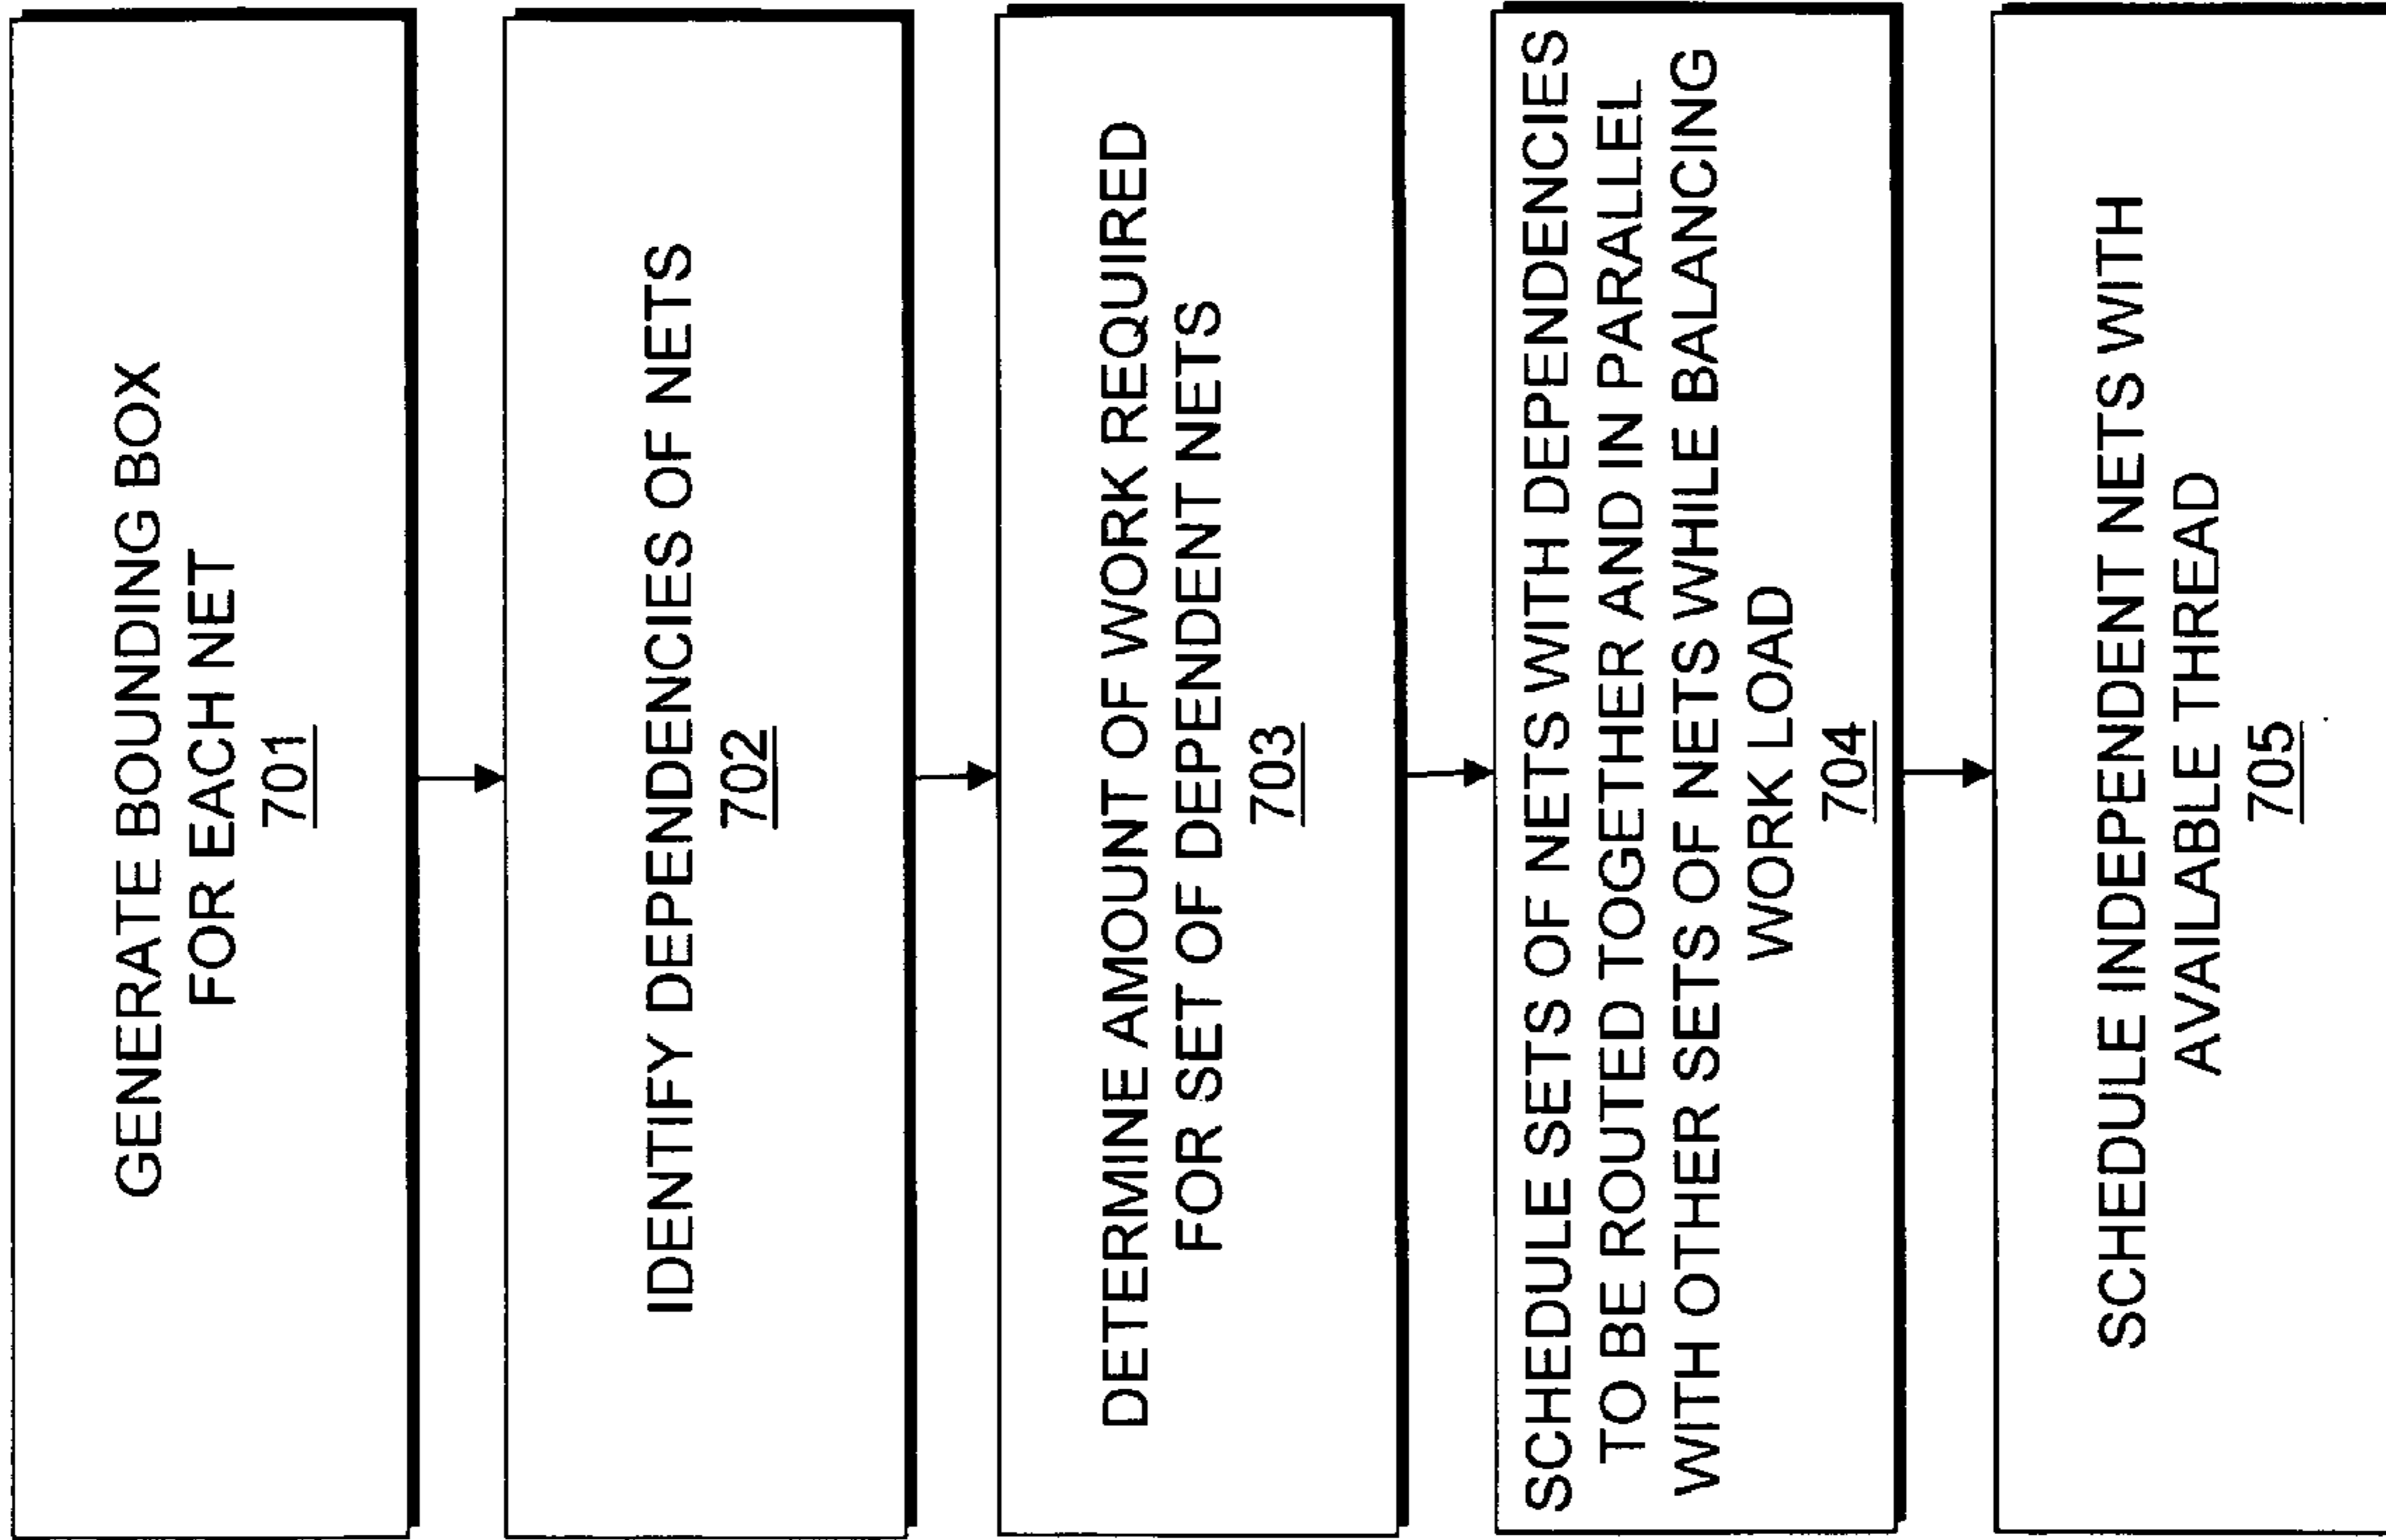 GENERATE BOUNDING BOX
FOR EACH NET
701
IDENTIFY DEPENDENCIES OF NETS
702
DETERMINE AMOUNT OF WORK REQUIRED
FOR SET OF DEPENDENT NETS
703
SCHEDULE SETS OF NETS WITH DEPENDENCIES
TO BE ROUTED TOGETHER AND IN PARALLEL
WITH OTHER SETS OF NETS WHILE BALANCING
WORK LOAD
704
SCHEDULE INDEPENDENT NETS WITH
AVAILABLE THREAD
705